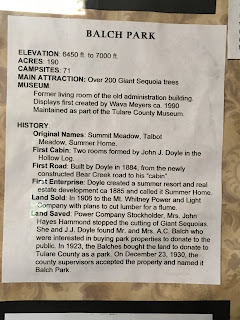 BALCH PARK
ELEVATION: 6450 ft. to 7000 ft.
ACRES: 190
CAMPSITES: 71
MAIN ATTRACTION: Over 200 Giant Sequoia trees
MUSEUM:
Former living room of the old administration building.
Displays first created by Wava Meyers ca. 1990
Maintained as part of the Tulare County Museum.
HISTORY:
Original Names: Summit Meadow, Talbot
Meadow, Summer Home.
First Cabin: Two rooms formed by John J. Doyle in the
Hollow Log.
First Road: Built by Doyle in 1884, from the newly
constructed Bear Creek road to his "cabin".
First Enterprise: Doyle created a summer resort and real
estate development ca 1885 and called it Summer Home.
Land Sold: In 1906 to the Mt. Whitney Power and Light
Company with plans to cut lumber for a flume.
Land Saved: Power Company Stockholder, Mrs. John
Hayes Hammond stopped the cutting of Giant Sequoias.
She and J.J. Doyle found Mr. and Mrs. A.C. Balch who
were interested in buying park properties to donate to the
public. In 1923, the Balches bought the land to donate to
Tulare County as a park. On December 23, 1930, the
county supervisors accepted the property and named it
Balch Park